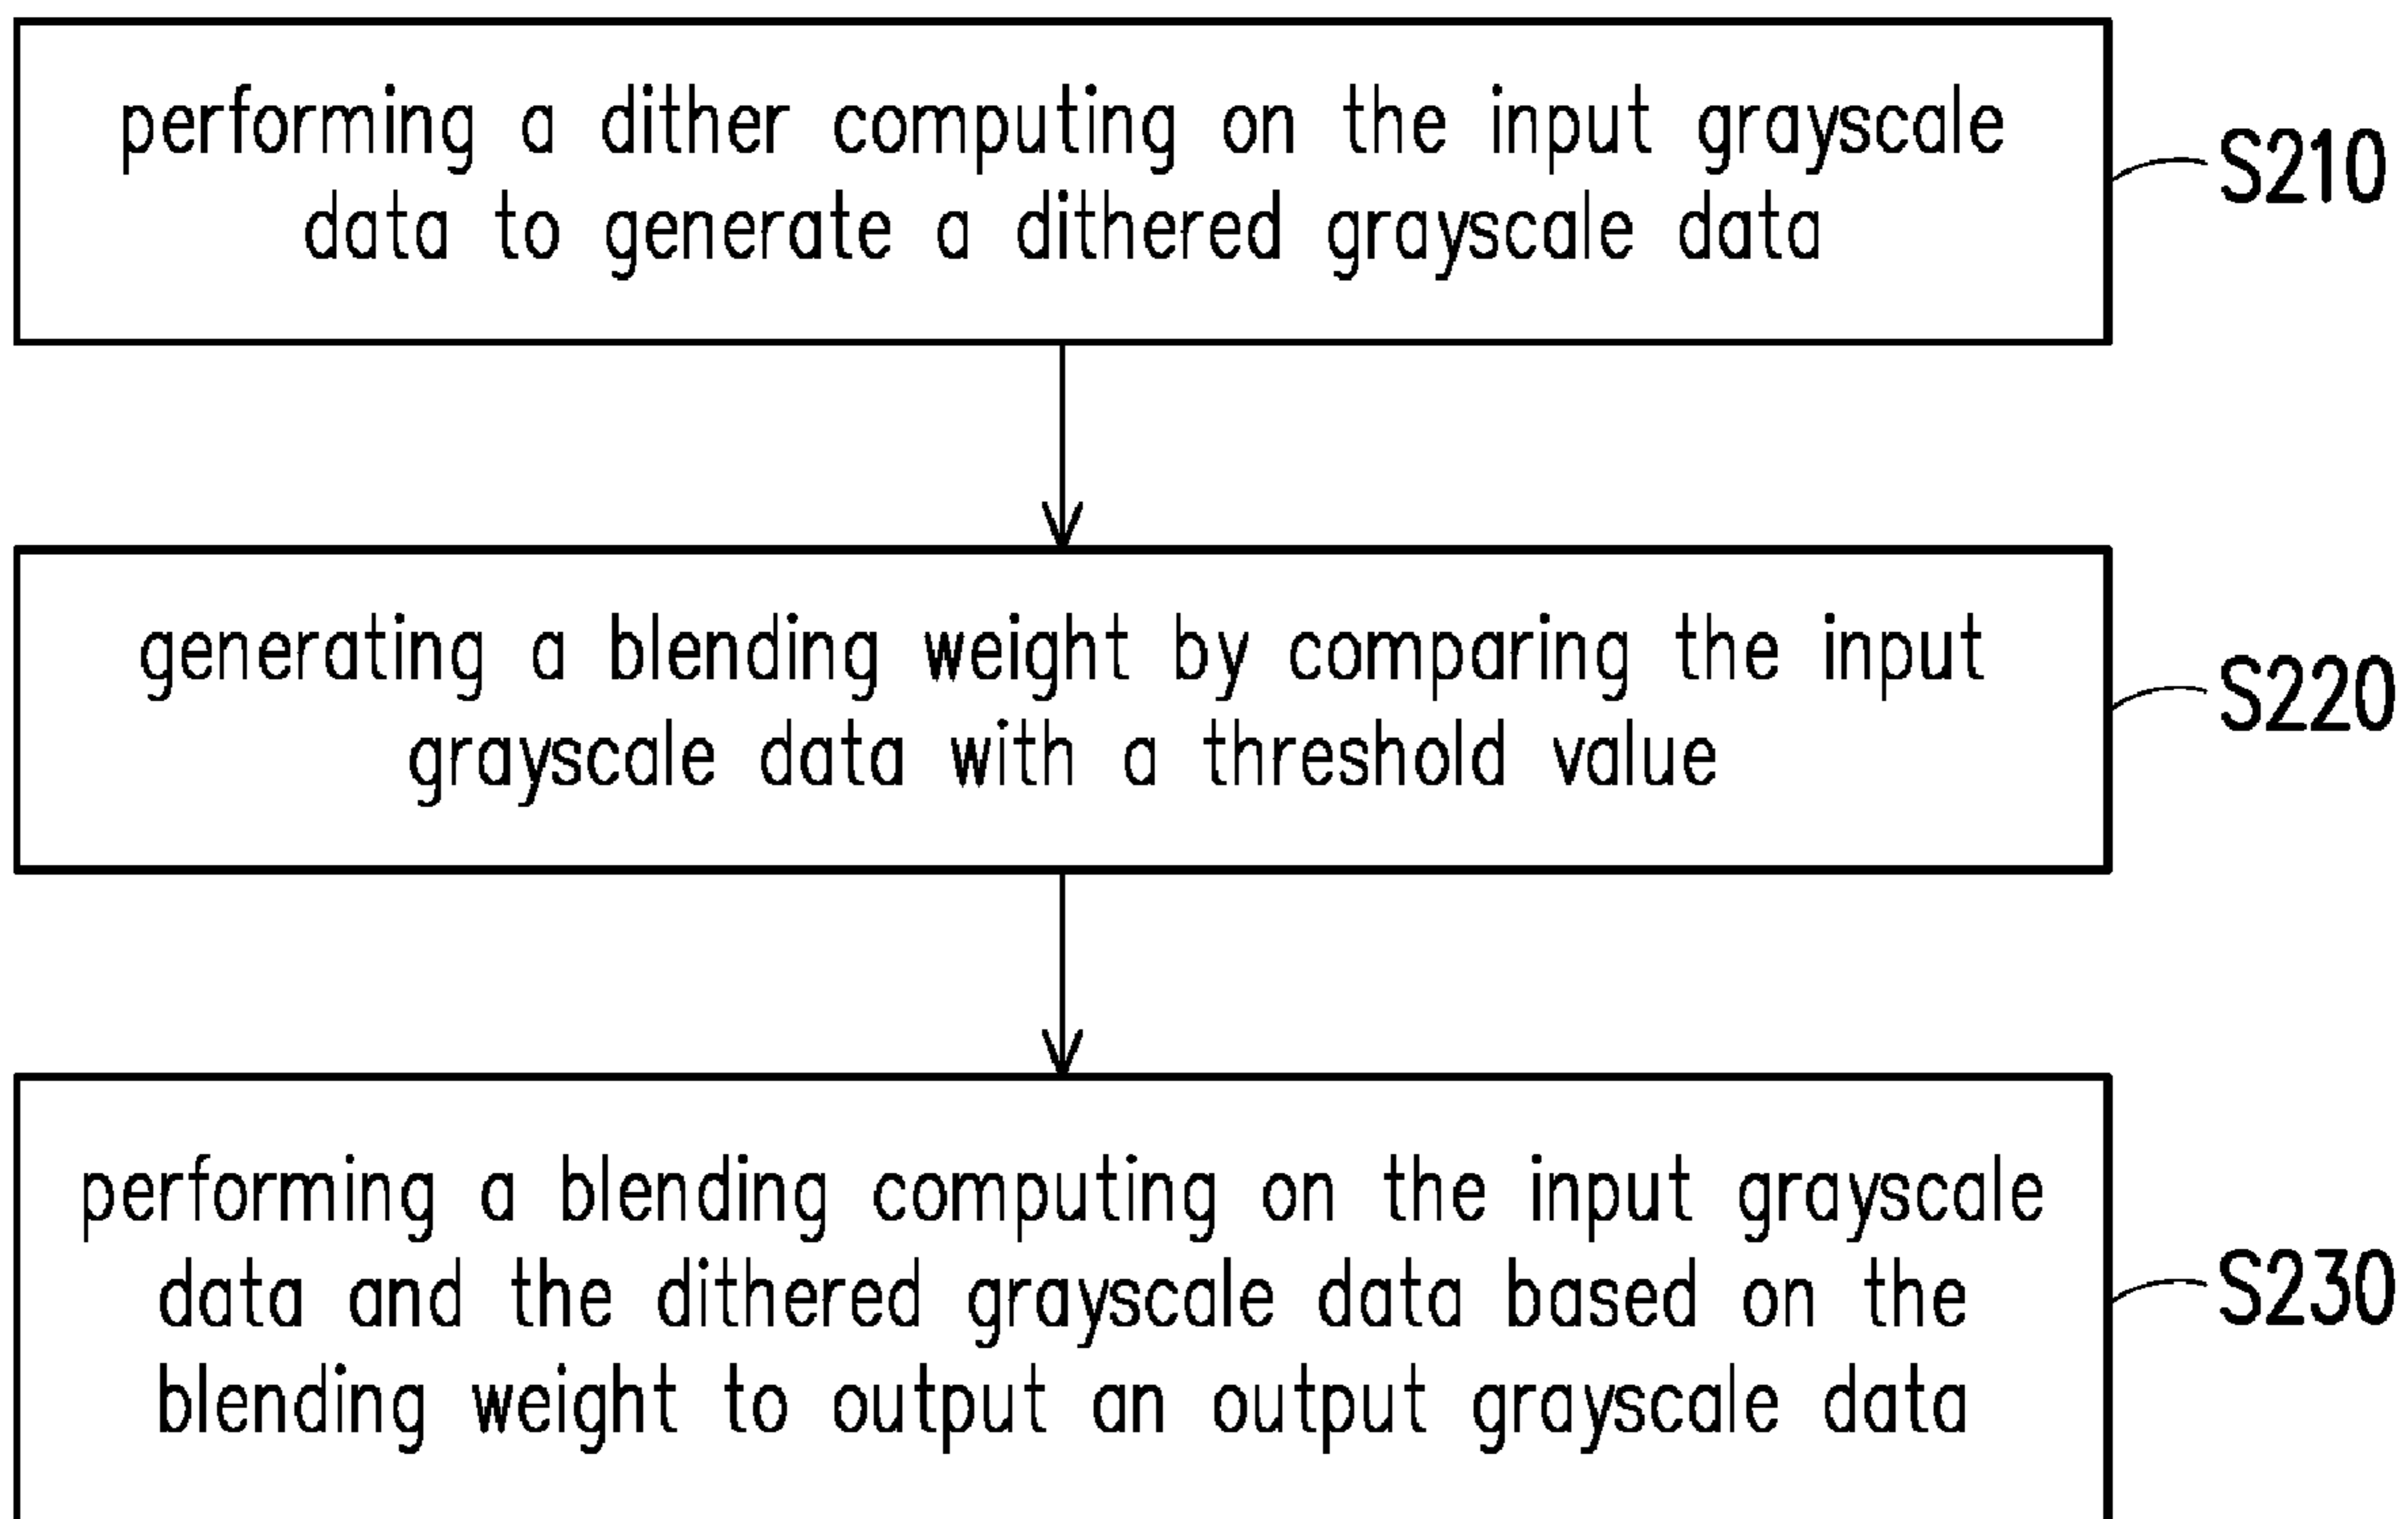 performing a dither computing on the input grayscale
data to generate a dithered grayscale data
S210
generating a blending weight by comparing the input
grayscale data with a threshold value
S220
performing a blending computing on the input grayscale
data and the dithered grayscale data based on the
blending weight to output an output grayscale data
S230